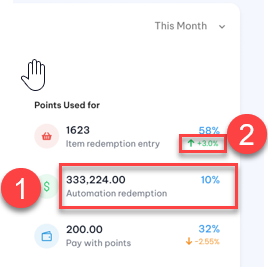 This Month
Points Used for
1623 58%
Item redemption entry +3.0%
2
1
$
333,224.00 10%
Automation redemption
200.00 32%
Pay with points -2.55%